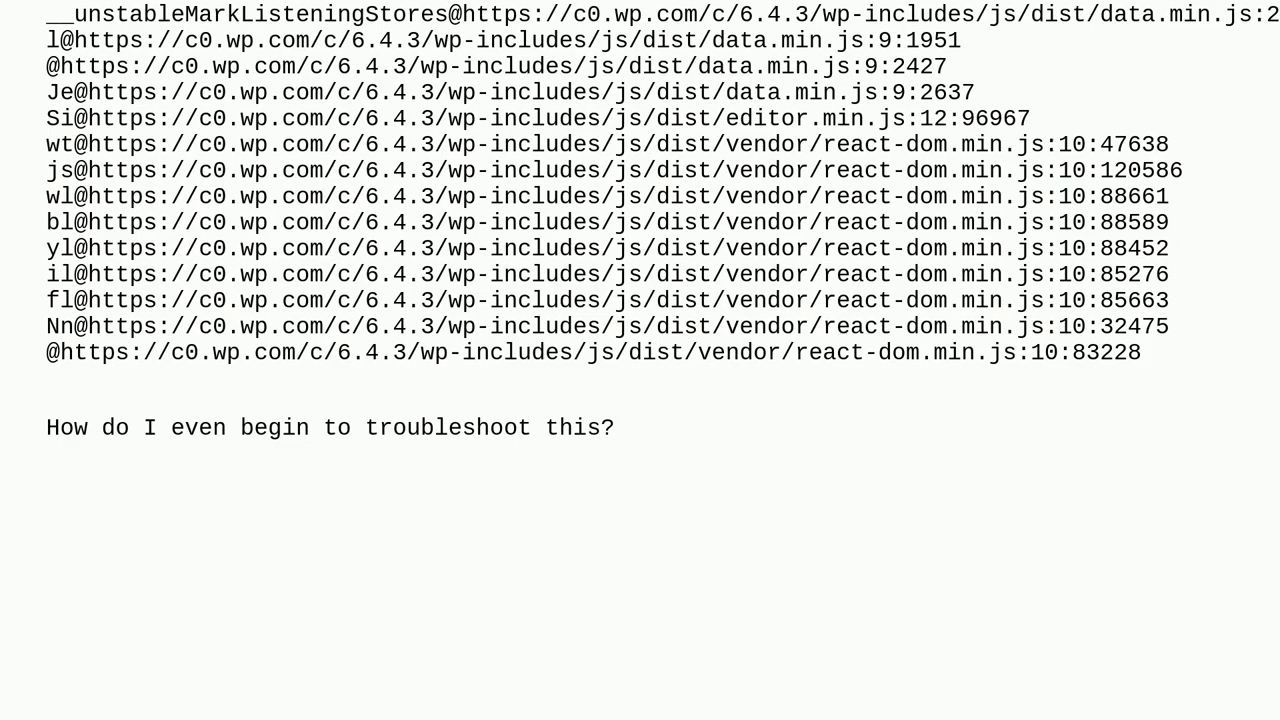 __unstableMarkListeningStores@https://c0.wp.com/c/6.4.3/wp-includes/js/dist/data.min.js:2
l@https://c0.wp.com/c/6.4.3/wp-includes/js/dist/data.min.js:9:1951
@https://c0.wp.com/c/6.4.3/wp-includes/js/dist/data.min.js:9:2427
Je@https://c0.wp.com/c/6.4.3/wp-includes/js/dist/data.min.js:9:2637
Si@https://c0.wp.com/c/6.4.3/wp-includes/js/dist/editor.min.js:12:96967
wt@https://c0.wp.com/c/6.4.3/wp-includes/js/dist/vendor/react-dom.min.js:10:47638
js@https://c0.wp.com/c/6.4.3/wp-includes/js/dist/vendor/react-dom.min.js:10:120586
wl@https://c0.wp.com/c/6.4.3/wp-includes/js/dist/vendor/react-dom.min.js:10:88661
bl@https://c0.wp.com/c/6.4.3/wp-includes/js/dist/vendor/react-dom.min.js:10:88589
yl@https://c0.wp.com/c/6.4.3/wp-includes/js/dist/vendor/react-dom.min.js:10:88452
il@https://c0.wp.com/c/6.4.3/wp-includes/js/dist/vendor/react-dom.min.js:10:85276
fl@https://c0.wp.com/c/6.4.3/wp-includes/js/dist/vendor/react-dom.min.js:10:85663
Nn@https://c0.wp.com/c/6.4.3/wp-includes/js/dist/vendor/react-dom.min.js:10:32475
@https://c0.wp.com/c/6.4.3/wp-includes/js/dist/vendor/react-dom.min.js:10:83228
How do I even begin to troubleshoot this?